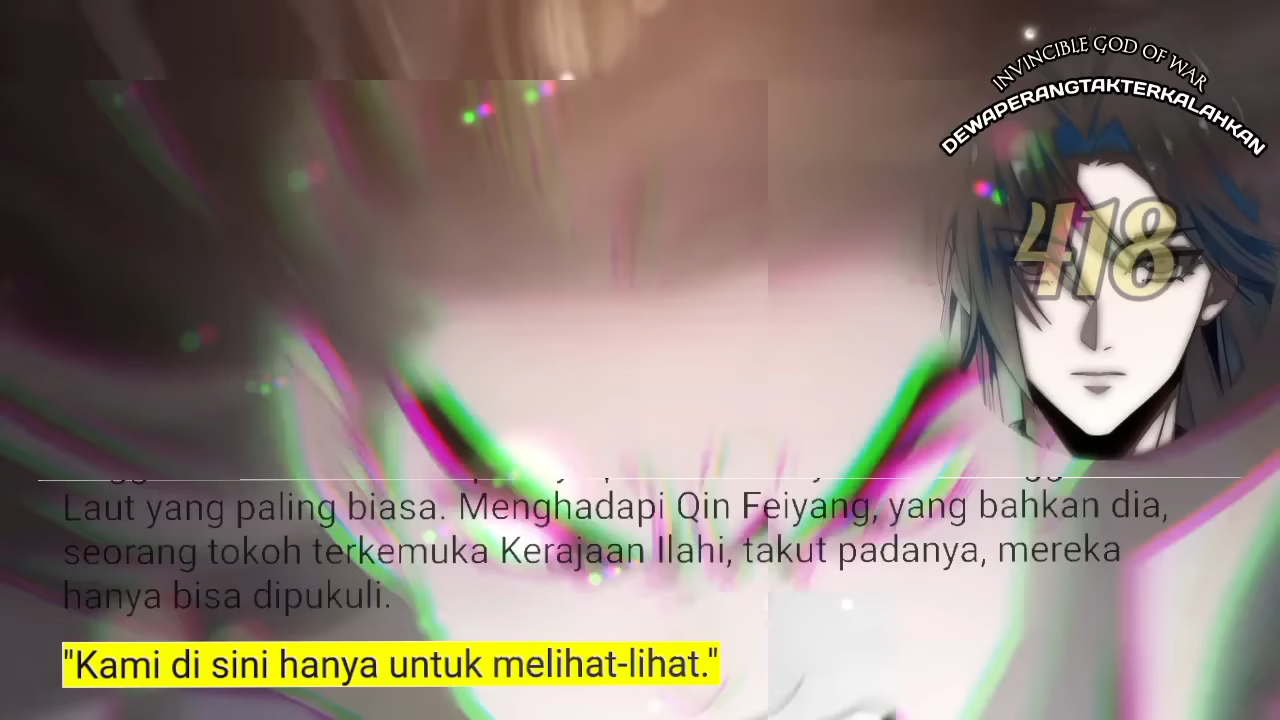 INVINCIBLE GOD OF WAR
DEWAPERANGTAKTERKALAHKAN
418
Laut yang paling biasa. Menghadapi Qin Feiyang, yang bahkan dia,
seorang tokoh terkemuka Kerajaan Ilahi, takut padanya, mereka
hanya bisa dipukuli.
"Kami di sini hanya untuk melihat-lihat."